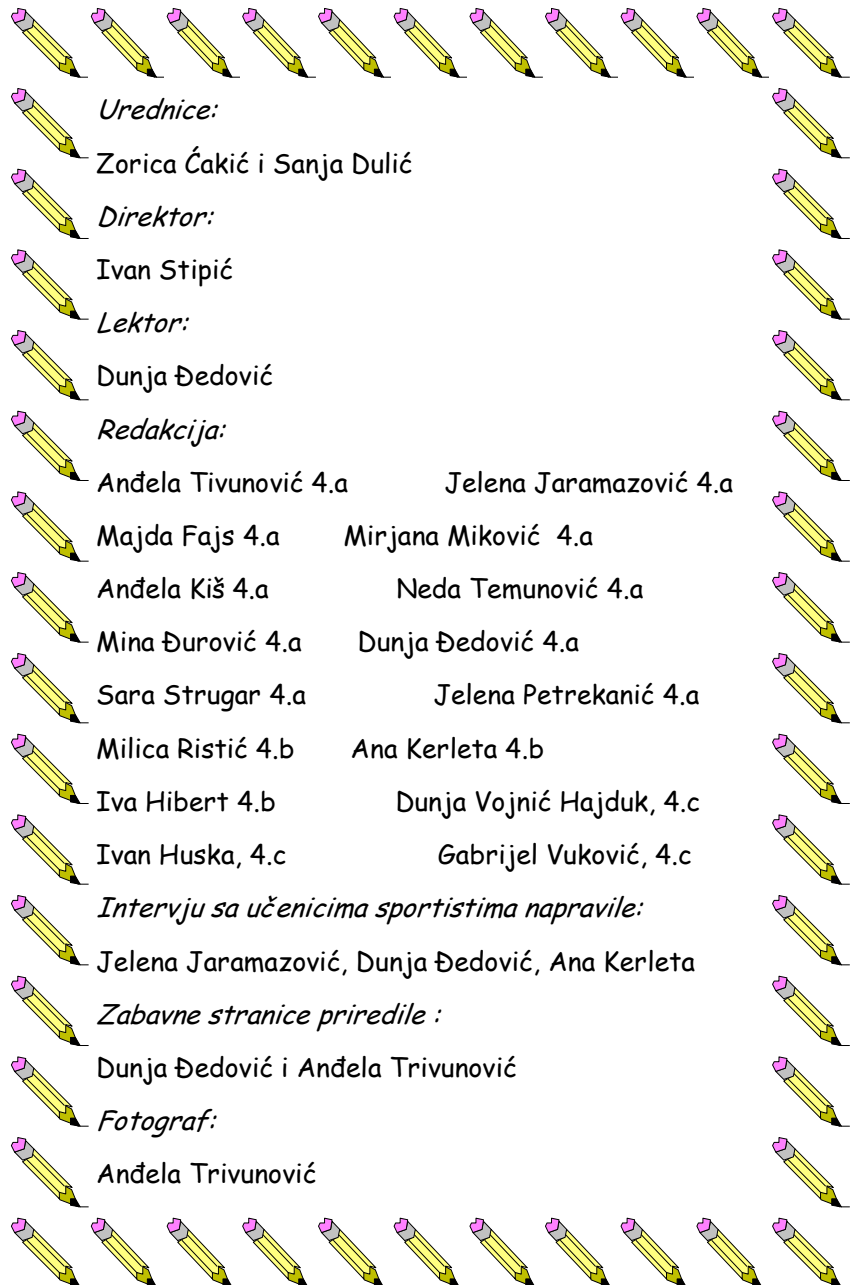 Urednice:
Zorica Ćakić i Sanja Dulić
Direktor:
Ivan Stipić
Lektor:
Dunja Đedović
Redakcija:
Anđela Tivunović 4.a Jelena Jaramazović 4.a
Majda Fajs 4.a Mirjana Miković 4.a
Anđela Kiš 4.a Neda Temunović 4.a
Mina Đurović 4.a Dunja Đedović 4.a
Sara Strugar 4.a Jelena Petrekanić 4.a
Milica Ristić 4.b Ana Kerleta 4.b
Iva Hibert 4.b Dunja Vojnić Hajduk, 4.c
Ivan Huska, 4.c Gabrijel Vuković, 4.c
Intervju sa učenicima sportistima napravile:
Jelena Jaramazović, Dunja Đedović, Ana Kerleta
Zabavne stranice priredile :
Dunja Đedović i Anđela Trivunović
Fotograf:
Anđela Trivunović